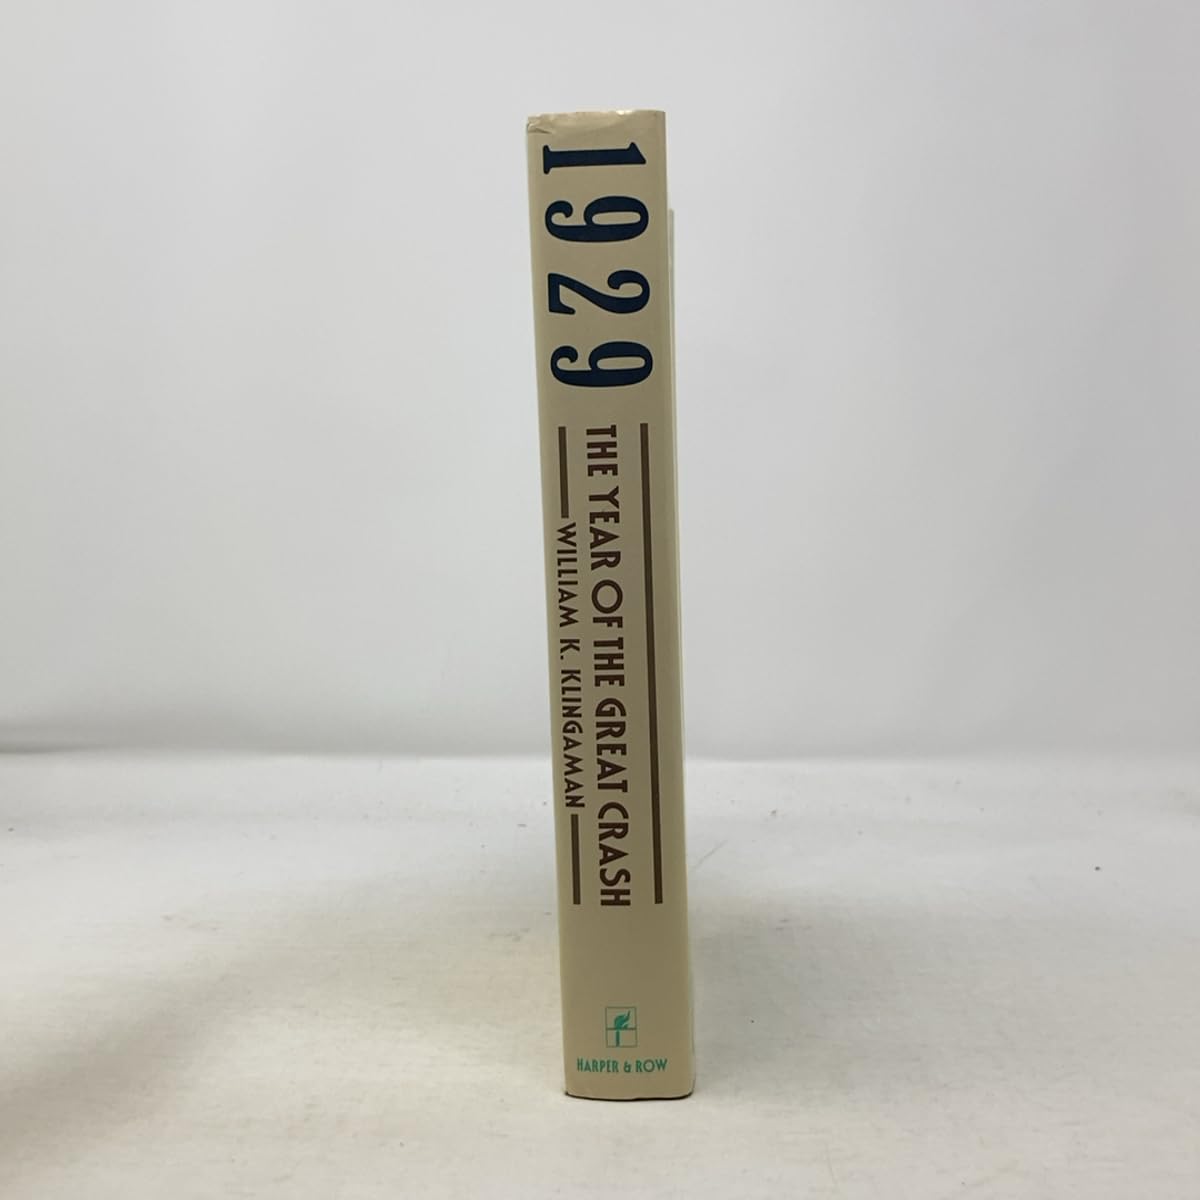 1929
THE YEAR OF THE GREAT CRASH
WILLIAM K. KLINGAMAN
HARPER & ROW